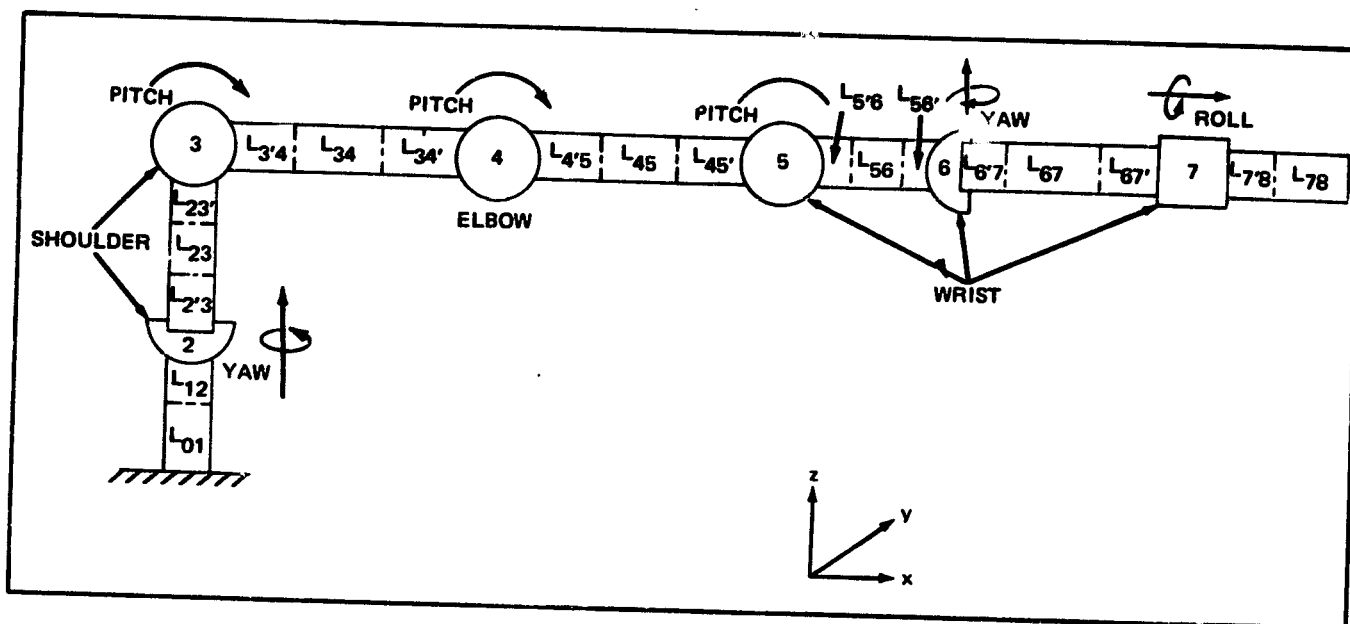 PITCH
PITCH
PITCH
L5'6
L56'
YAW
ROLL
3
L3'4
L34
L34'
4
L4'5
L45
L45'
5
L56
6
L6'7
L67
L67'
7
L7'8
L78
ELBOW
L23'
SHOULDER
L23
L2'3
WRIST
2
YAW
L12
L01
z
y
x